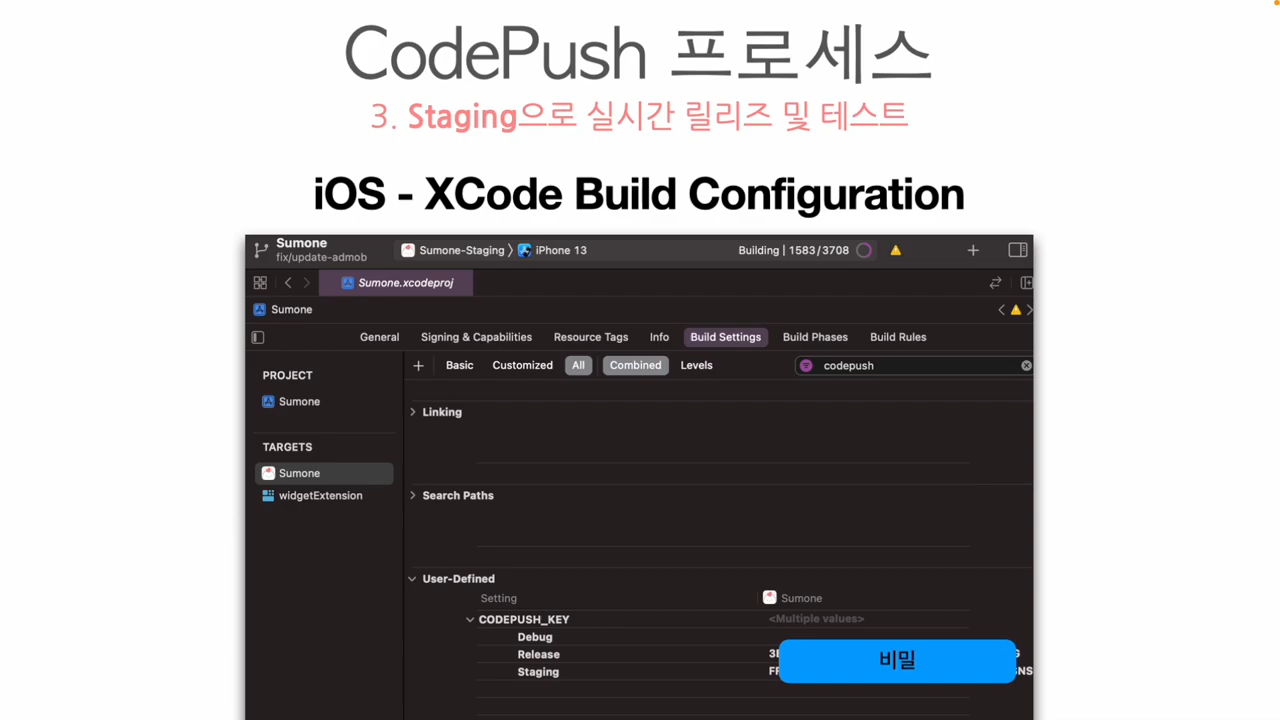 CodePush 프로세스
3. Staging으로 실시간 릴리즈 및 테스트
iOS - XCode Build Configuration
Sumone
fix/update-admob
Sumone-Staging 〉 iPhone 13
Building | 1583/3708
Sumone.xcodeproj
Sumone
General Signing & Capabilities Resource Tags Info Build Settings Build Phases Build Rules
PROJECT
Sumone
TARGETS
Sumone
widgetExtension
+ Basic Customized All Combined Levels codepush
Linking
Search Paths
User-Defined
Setting Sumone
CODEPUSH_KEY <Multiple values>
Debug
Release
Staging
비밀